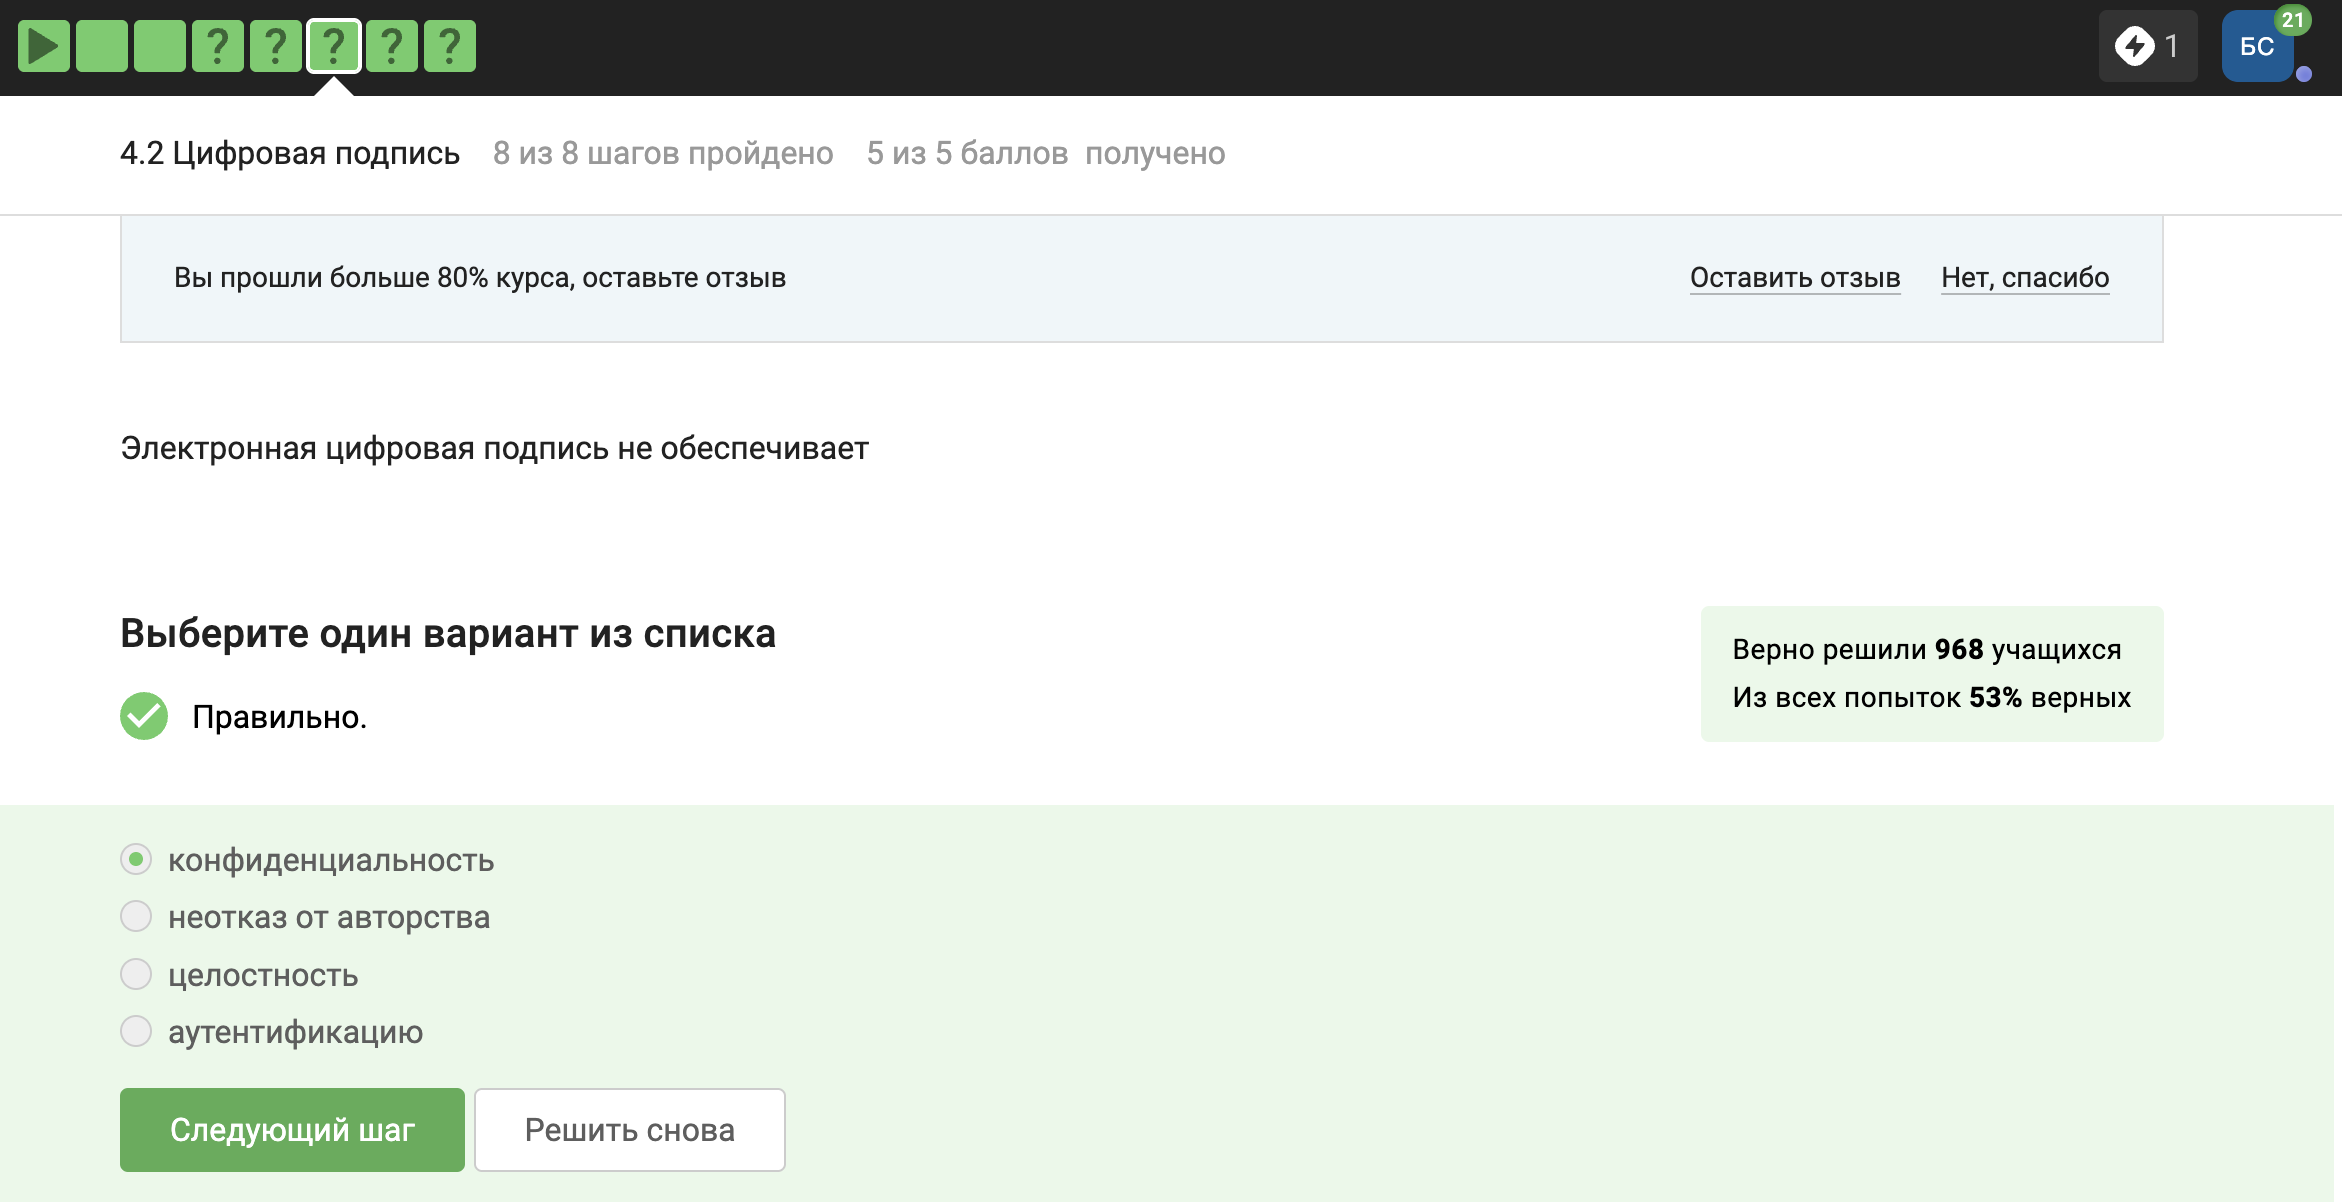 ? ? ? ? ?
1
БС
21
4.2 Цифровая подпись 8 из 8 шагов пройдено 5 из 5 баллов получено
Вы прошли больше 80% курса, оставьте отзыв
Оставить отзыв
Нет, спасибо
Электронная цифровая подпись не обеспечивает
Выберите один вариант из списка
Верно решили 968 учащихся
Из всех попыток 53% верных
Правильно.
конфиденциальность
неотказ от авторства
целостность
аутентификацию
Следующий шаг
Решить снова